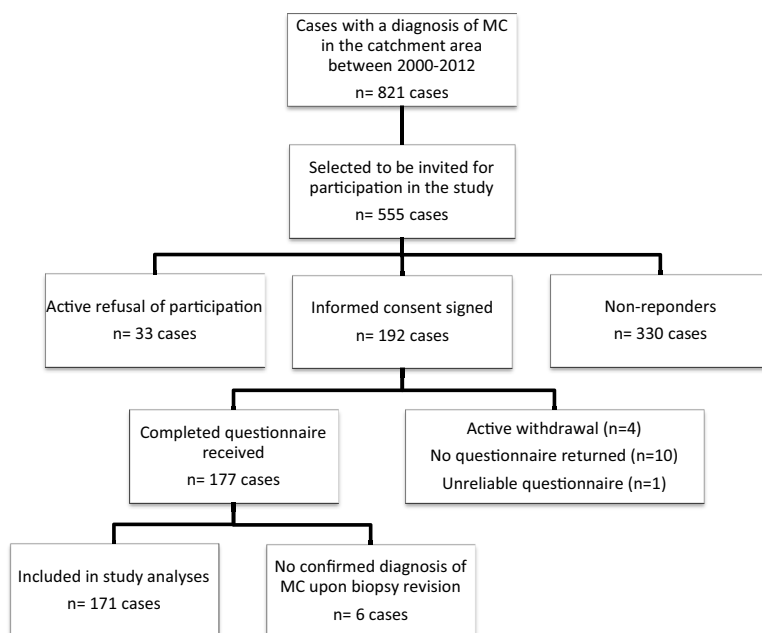 Cases with a diagnosis of MC
in the catchment area
between 2000-2012
n= 821 cases
Selected to be invited for
participation in the study
n= 555 cases
Active refusal of participation
n= 33 cases
Informed consent signed
n= 192 cases
Non-reponders
n= 330 cases
Completed questionnaire
received
n= 177 cases
Active withdrawal (n=4)
No questionnaire returned (n=10)
Unreliable questionnaire (n=1)
Included in study analyses
n= 171 cases
No confirmed diagnosis of
MC upon biopsy revision
n= 6 cases